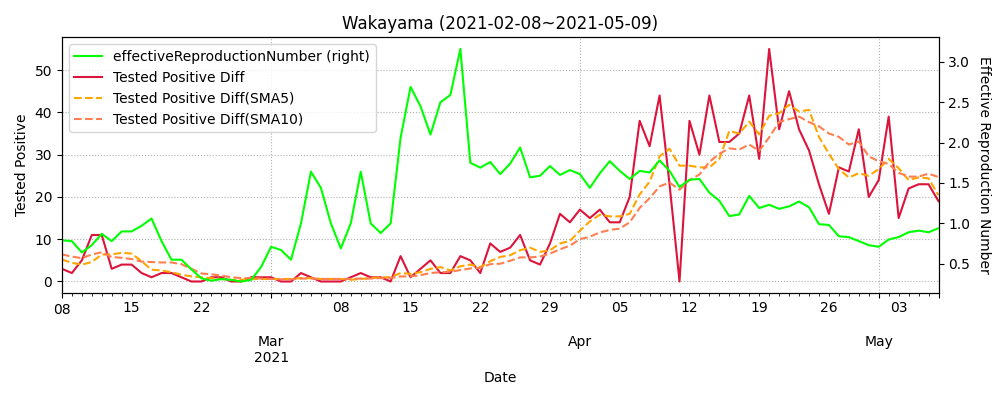 Wakayama (2021-02-08~2021-05-09)
effectiveReproductionNumber (right)
Tested Positive Diff
Tested Positive Diff(SMA5)
Tested Positive Diff(SMA10)
Tested Positive
50
40
30
20
10
0
3.0
2.5
2.0
1.5
1.0
0.5
Effective Reproduction Number
08 15 22 08 15 22 29 05 12 19 26 03
Mar Apr May
2021
Date